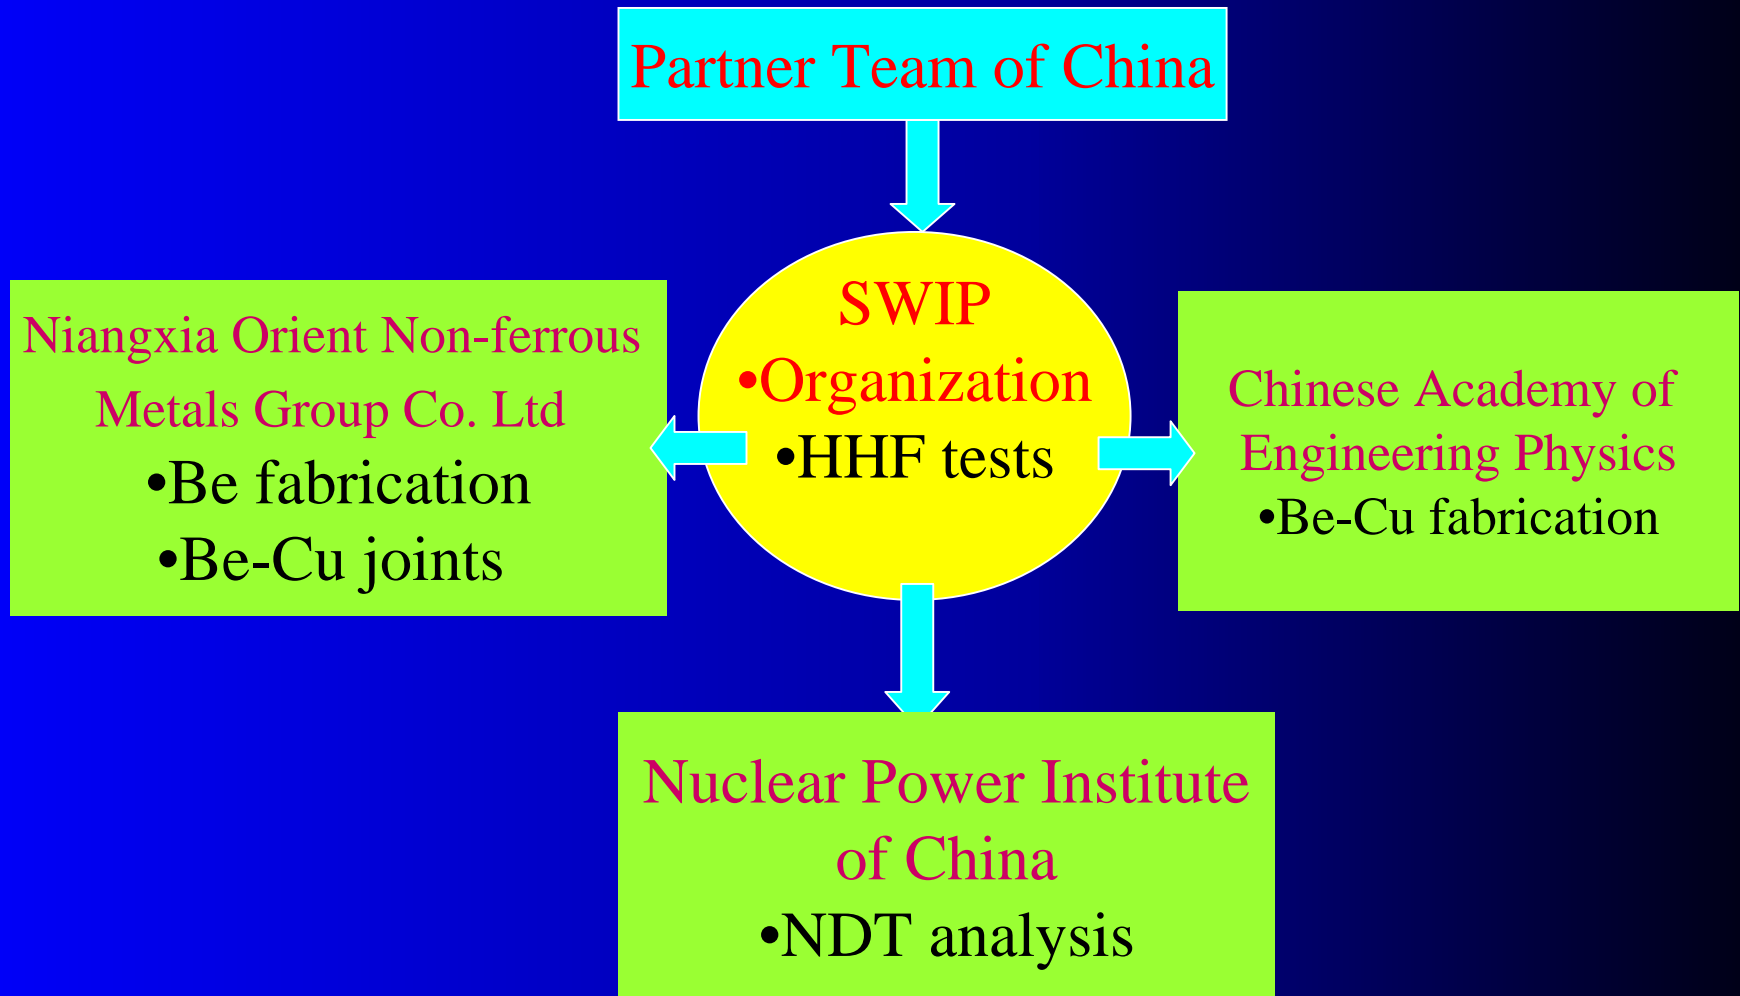 Partner Team of China
SWIP
•Organization
•HHF tests
Niangxia Orient Non-ferrous
Metals Group Co. Ltd
•Be fabrication
•Be-Cu joints
Chinese Academy of
Engineering Physics
•Be-Cu fabrication
Nuclear Power Institute
of China
•NDT analysis